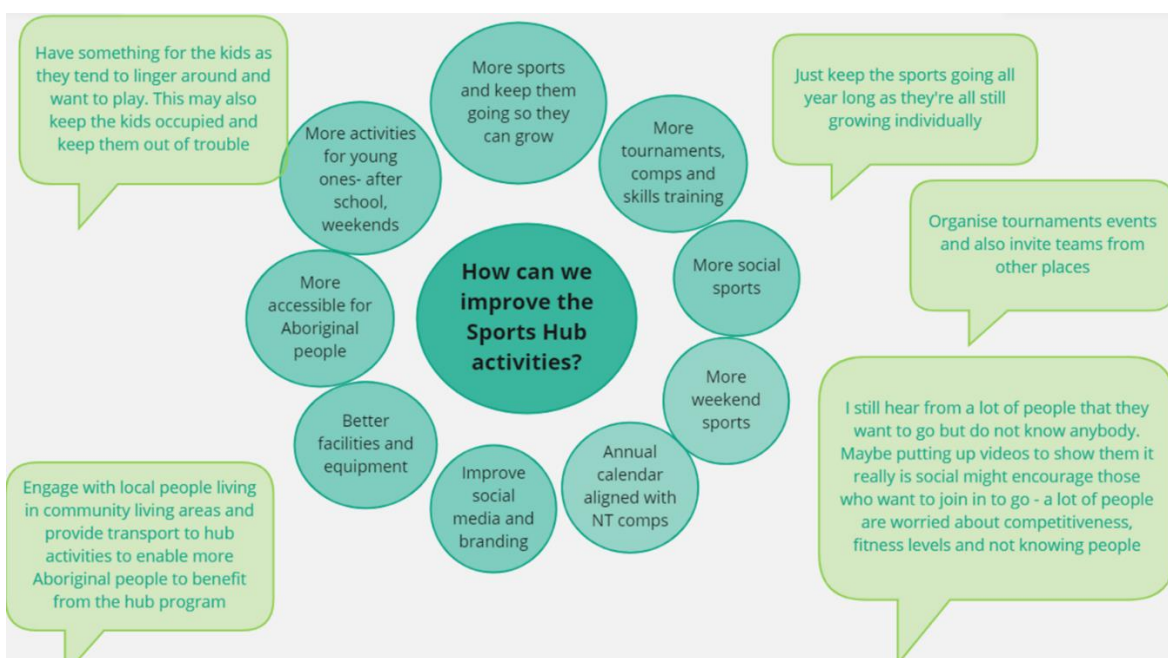 Have something for the kids as
they tend to linger around and
want to play. This may also
keep the kids occupied and
keep them out of trouble
More sports
and keep them
going so they
can grow
Just keep the sports going all
year long as they're all still
growing individually
More activities
for young
ones- after
school,
weekends
More
tournaments,
comps and
skills training
Organise tournaments events
and also invite teams from
other places
More
accessible for
Aboriginal
people
How can we
improve the
Sports Hub
activities?
More social
sports
More
weekend
sports
Better
facilities and
equipment
Improve
social
media and
branding
Annual
calendar
aligned with
NT comps
I still hear from a lot of people that they
want to go but do not know anybody.
Maybe putting up videos to show them it
really is social might encourage those
who want to join in to go - a lot of people
are worried about competitiveness,
fitness levels and not knowing people
Engage with local people living
in community living areas and
provide transport to hub
activities to enable more
Aboriginal people to benefit
from the hub program